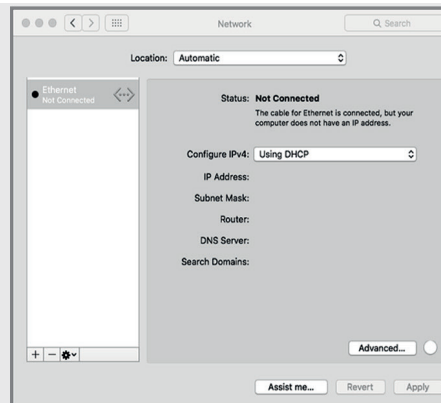 Network
Search
Location: Automatic
Ethernet
Not Connected
Status: Not Connected
The cable for Ethernet is connected, but your
computer does not have an IP address.
Configure IPv4: Using DHCP
IP Address:
Subnet Mask:
Router:
DNS Server:
Search Domains:
Advanced...
Assist me... Revert Apply